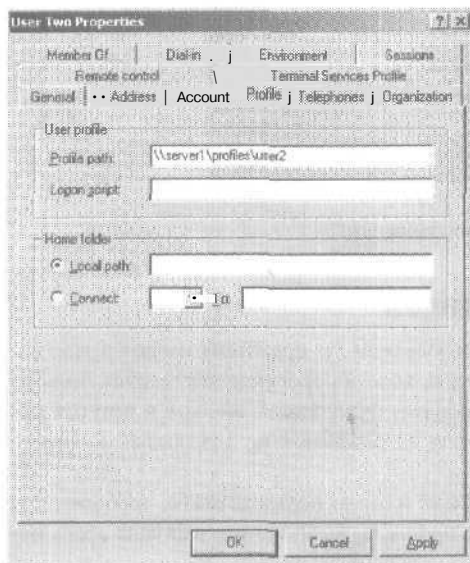 User Two Properties ? X
Member Of Dial-in Environment Sessions
Remote control Terminal Services Profile
General Address Account Profile Telephones Organization
User profile
Profile path: \\server1\profiles\user2
Logon script:
Home folder
Local path:
Connect: To:
OK Cancel Apply